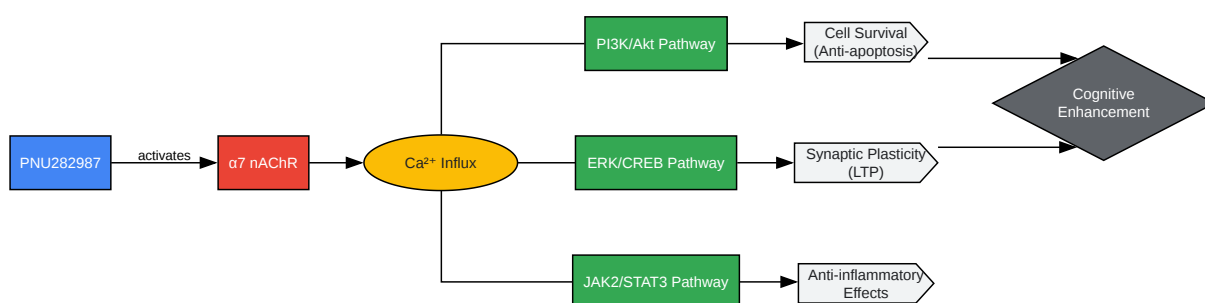 PNU282987
activates
α7 nAChR
Ca²⁺ Influx
PI3K/Akt Pathway
Cell Survival
(Anti-apoptosis)
ERK/CREB Pathway
Synaptic Plasticity
(LTP)
JAK2/STAT3 Pathway
Anti-inflammatory
Effects
Cognitive
Enhancement